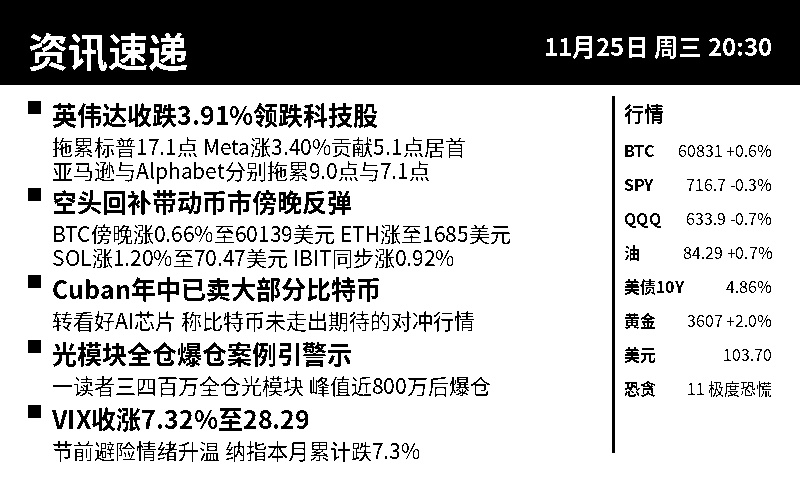 资讯速递
11月25日 周三 20:30
英伟达收跌3.91%领跌科技股
拖累标普17.1点 Meta涨3.40%贡献5.1点居首
亚马逊与Alphabet分别拖累9.0点与7.1点
空头回补带动币市傍晚反弹
BTC傍晚涨0.66%至60139美元 ETH涨至1685美元
SOL涨1.20%至70.47美元 IBIT同步涨0.92%
Cuban年中已卖大部分比特币
转看好AI芯片 称比特币未走出期待的对冲行情
光模块全仓爆仓案例引警示
一读者三四百万全仓光模块 峰值近800万后爆仓
VIX收涨7.32%至28.29
节前避险情绪升温 纳指本月累计跌7.3%
行情
BTC 60831 +0.6%
SPY 716.7 -0.3%
QQQ 633.9 -0.7%
油 84.29 +0.7%
美债10Y 4.86%
黄金 3607 +2.0%
美元 103.70
恐贪 11 极度恐慌